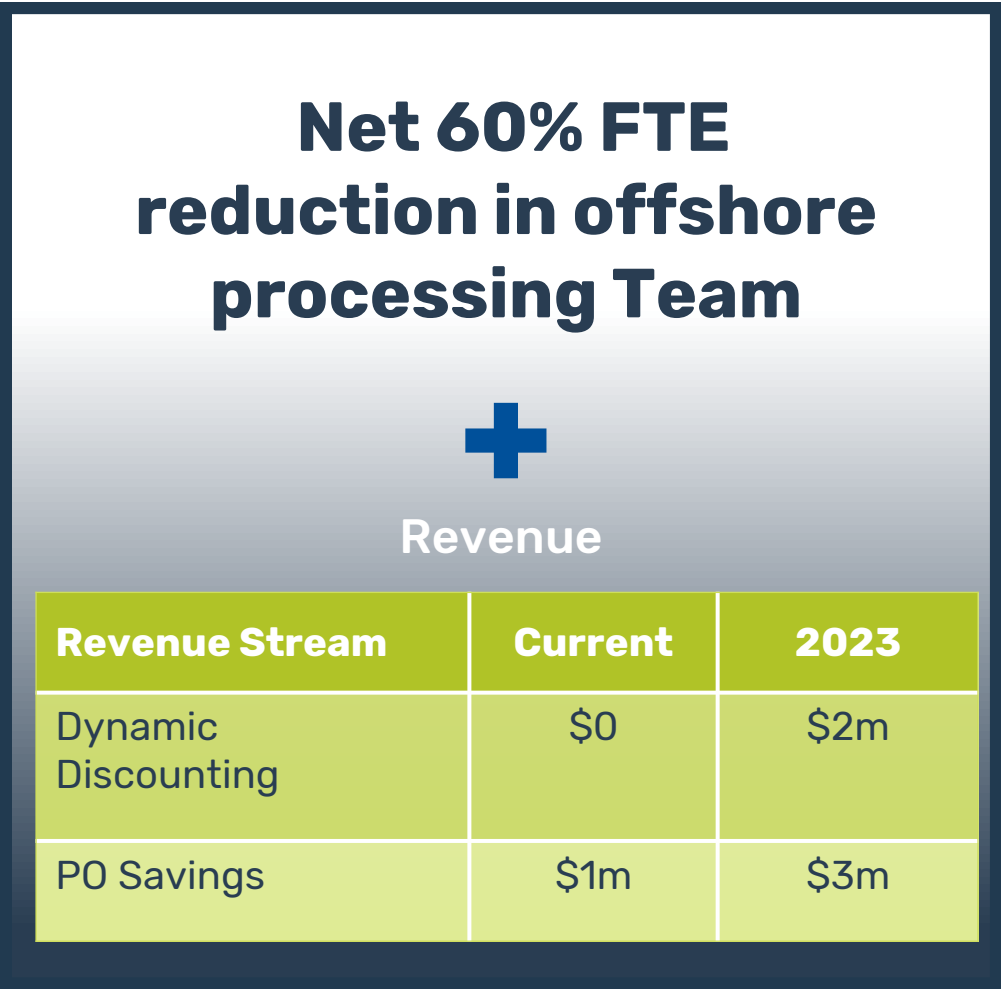 Net 60% FTE
reduction in offshore
processing Team
Revenue
Revenue Stream Current 2023
Dynamic
Discounting $0 $2m
PO Savings $1m $3m